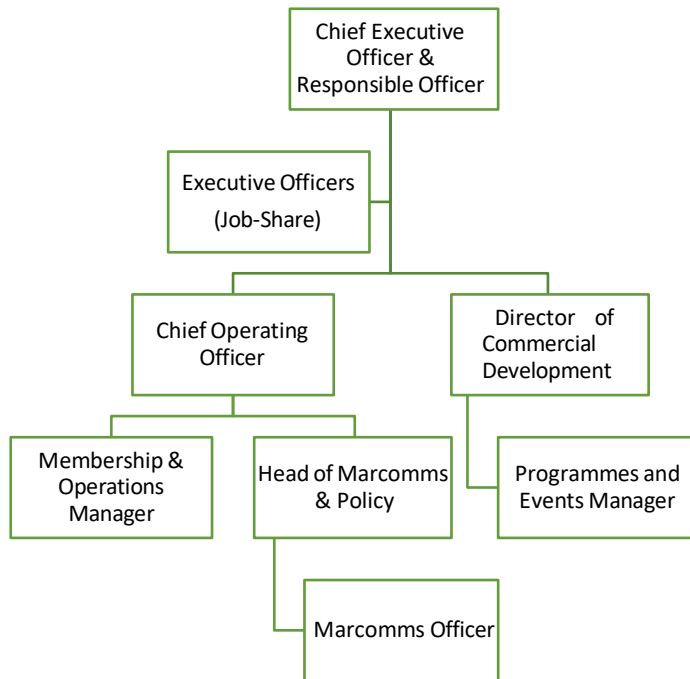 Chief Executive
Officer &
Responsible Officer
Executive Officers
(Job-Share)
Chief Operating
Officer
Director of
Commercial
Development
Membership &
Operations
Manager
Head of Marcomms
& Policy
Programmes and
Events Manager
Marcomms Officer